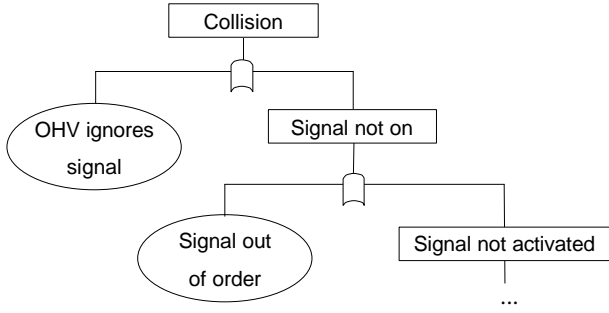 Collision
OHV ignores
signal
Signal not on
Signal out
of order
Signal not activated
...